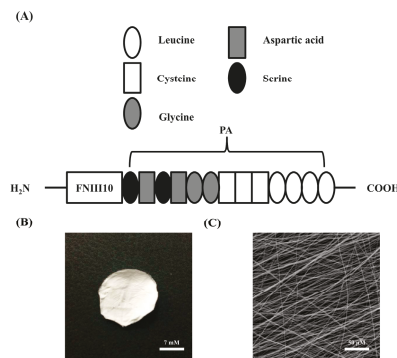 (A)
Leucine
Aspartic acid
Cysteine
Serine
Glycine
PA
H2N
FNIII10
COOH
(B)
(C)
7 mM
50 μM